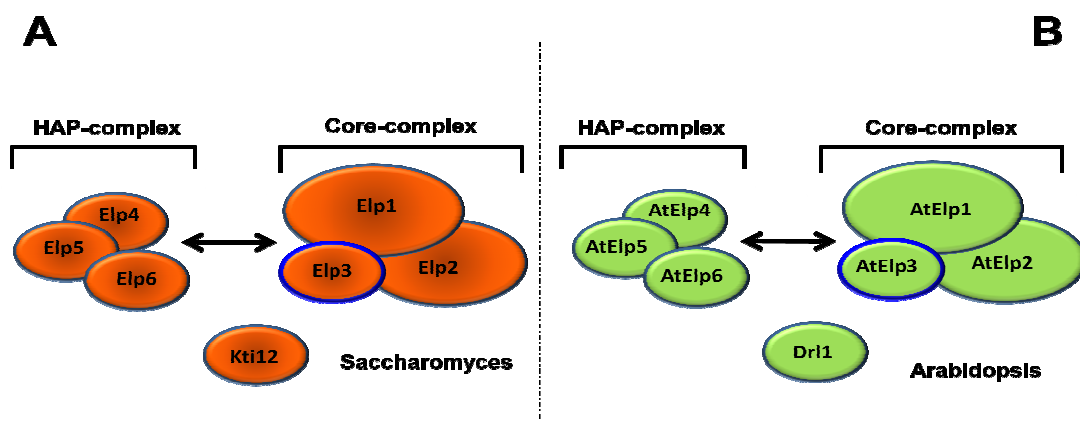 A
HAP-complex
Core-complex
Elp4
Elp5
Elp6
Elp1
Elp3
Elp2
Kti12
Saccharomyces
B
HAP-complex
Core-complex
AtElp4
AtElp5
AtElp6
AtElp1
AtElp3
AtElp2
Drl1
Arabidopsis